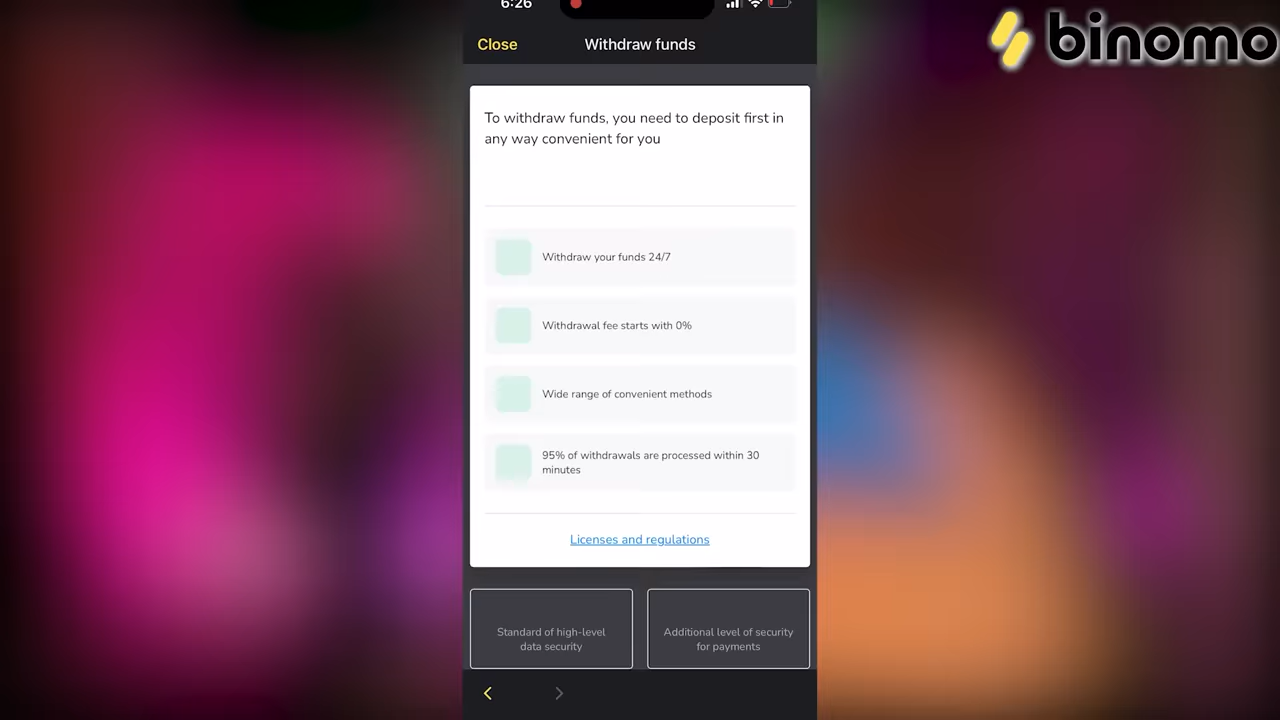 6:26
binomo
Close
Withdraw funds
To withdraw funds, you need to deposit first in
any way convenient for you
Withdraw your funds 24/7
Withdrawal fee starts with 0%
Wide range of convenient methods
95% of withdrawals are processed within 30
minutes
Licenses and regulations
Standard of high-level
data security
Additional level of security
for payments